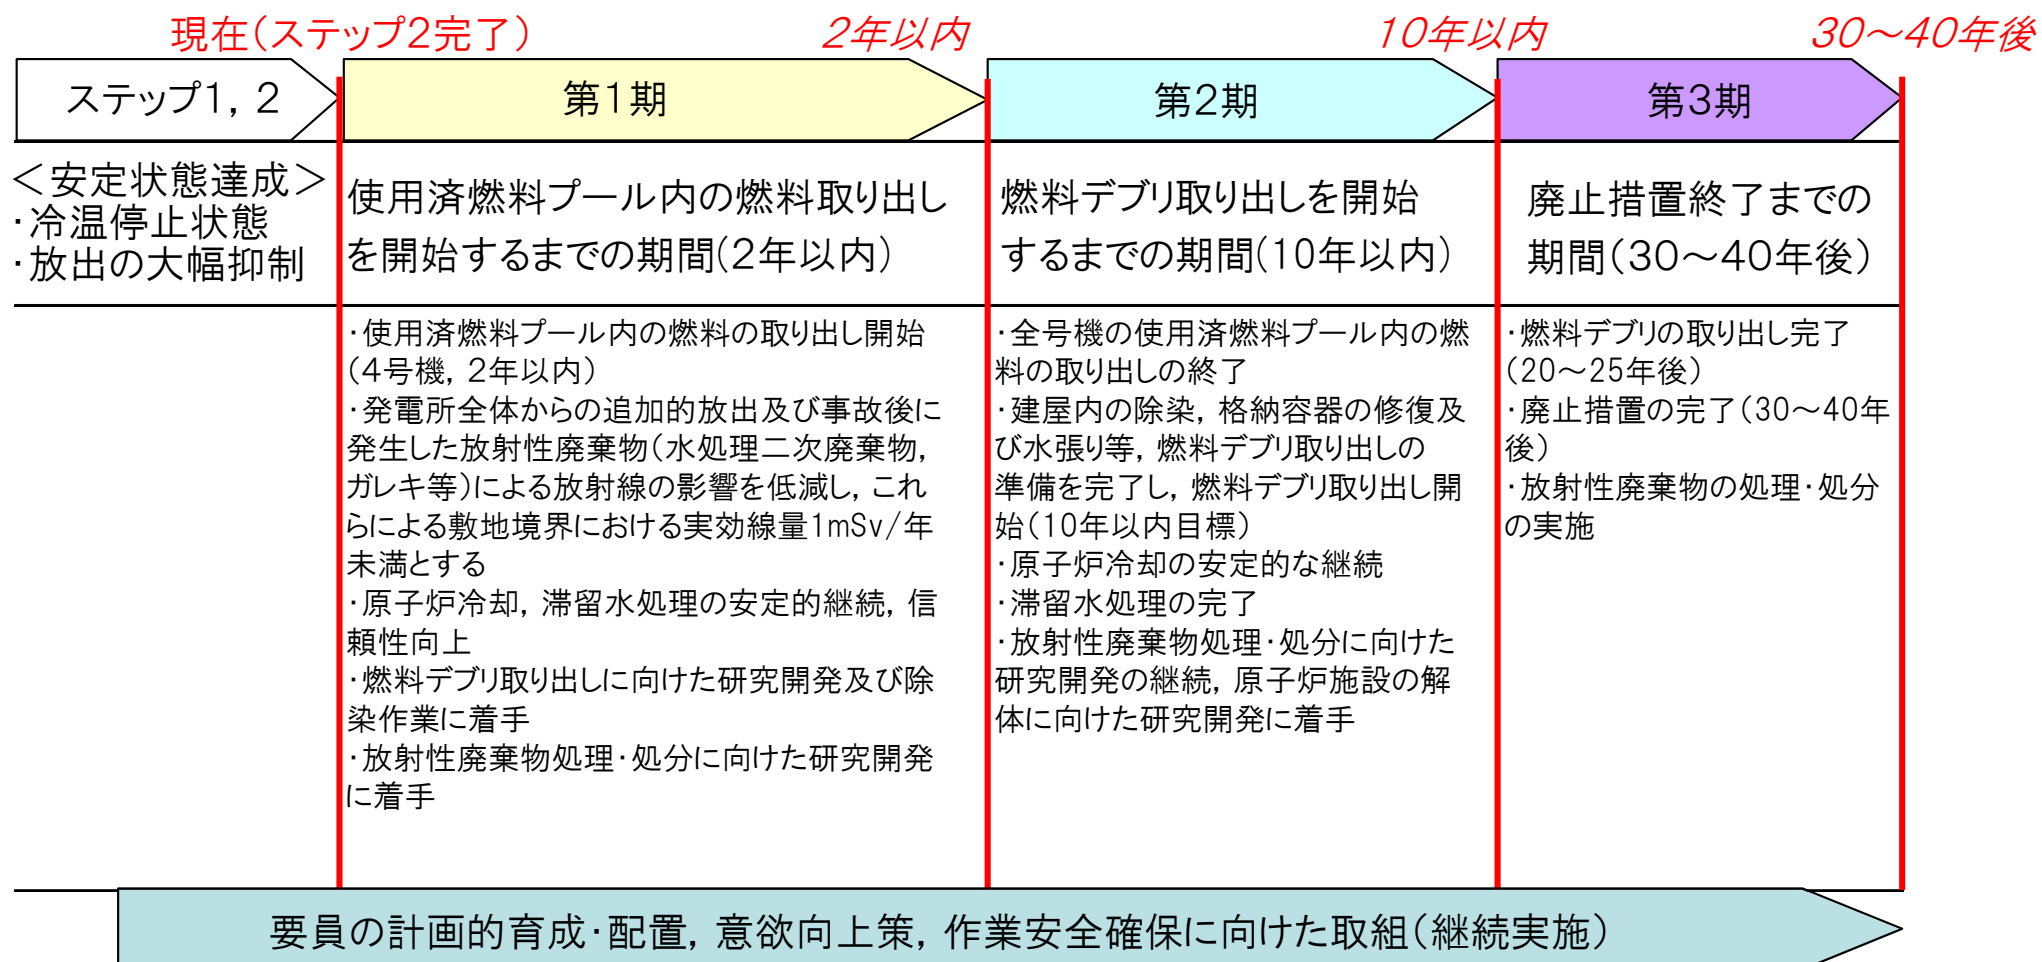 現在(ステップ2完了)
2年以内
10年以内
30~40年後
ステップ1, 2
第1期
第2期
第3期
<安定状態達成>
・冷温停止状態
・放出の大幅抑制
使用済燃料プール内の燃料取り出し
を開始するまでの期間(2年以内)
燃料デブリ取り出しを開始
するまでの期間(10年以内)
廃止措置終了までの
期間(30~40年後)
・使用済燃料プール内の燃料の取り出し開始
(4号機, 2年以内)
・発電所全体からの追加的放出及び事故後に
発生した放射性廃棄物(水処理二次廃棄物,
ガレキ等)による放射線の影響を低減し, これ
らによる敷地境界における実効線量1mSv/年
未満とする
・原子炉冷却, 滞留水処理の安定的継続, 信
頼性向上
・燃料デブリ取り出しに向けた研究開発及び除
染作業に着手
・放射性廃棄物処理・処分に向けた研究開発
に着手
・全号機の使用済燃料プール内の燃
料の取り出しの終了
・建屋内の除染, 格納容器の修復及
び水張り等, 燃料デブリ取り出しの
準備を完了し, 燃料デブリ取り出し開
始(10年以内目標)
・原子炉冷却の安定的な継続
・滞留水処理の完了
・放射性廃棄物処理・処分に向けた
研究開発の継続, 原子炉施設の解
体に向けた研究開発に着手
・燃料デブリの取り出し完了
(20~25年後)
・廃止措置の完了(30~40年
後)
・放射性廃棄物の処理・処分
の実施
要員の計画的育成・配置, 意欲向上策, 作業安全確保に向けた取組(継続実施)